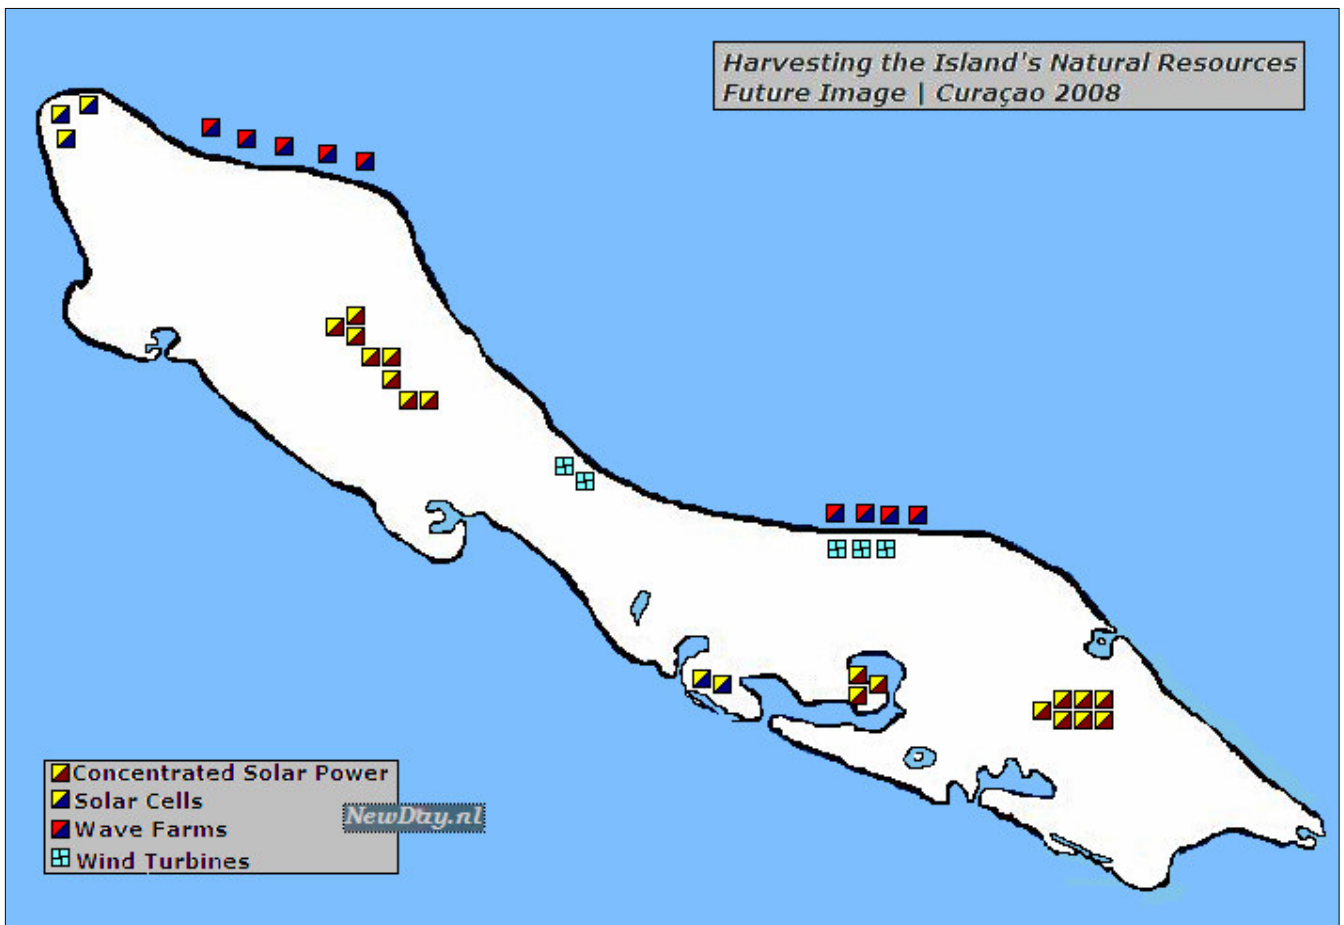 Harvesting the Island's Natural Resources
Future Image | Curaçao 2008
Concentrated Solar Power
Solar Cells
Wave Farms
Wind Turbines
NewDay.nl